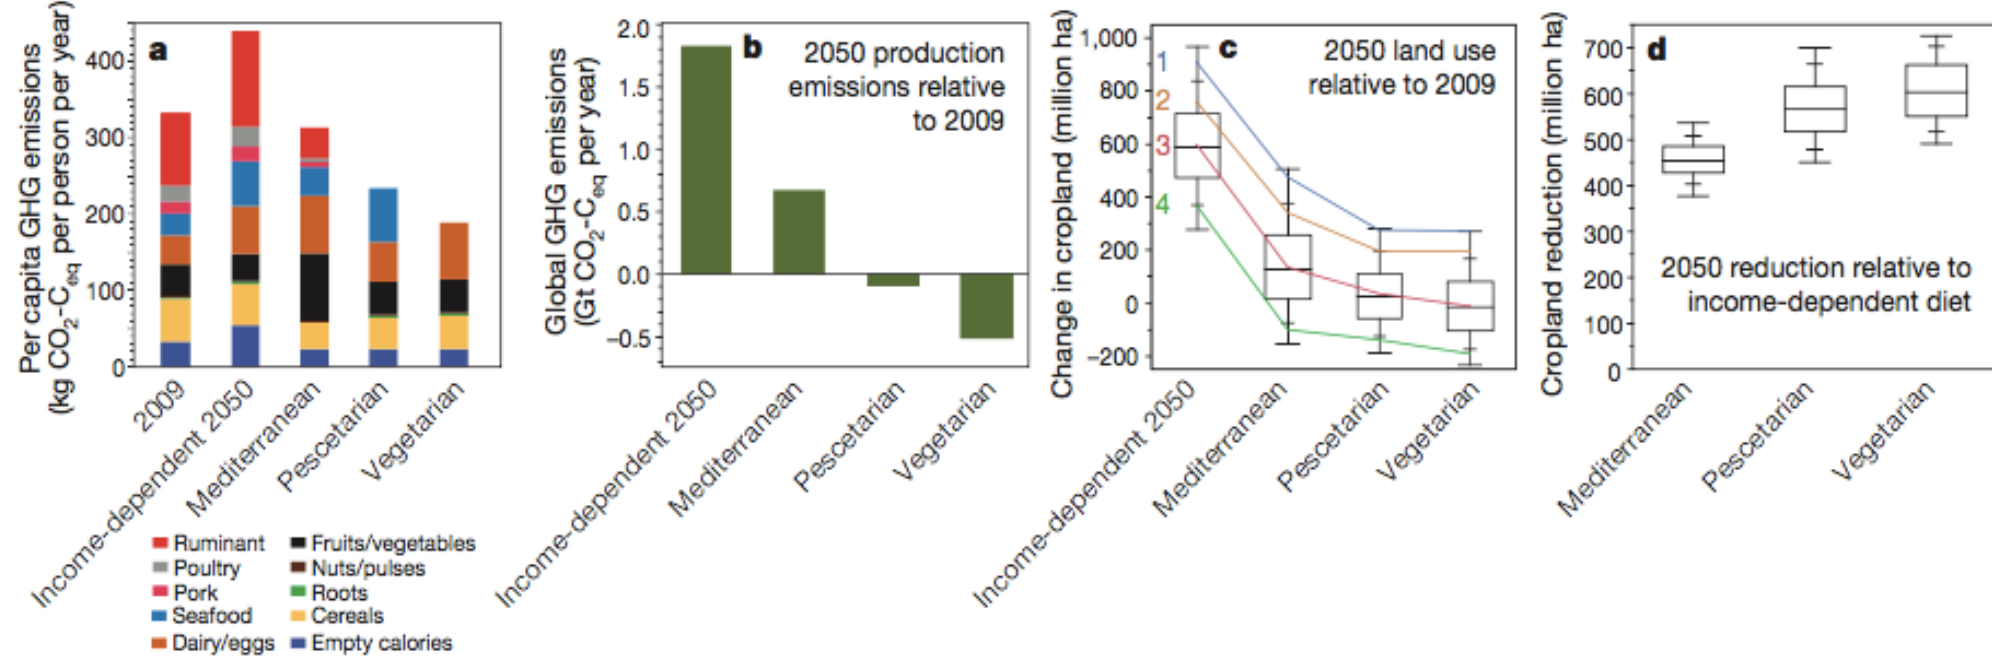 a
Per capita GHG emissions
(kg CO2-Ceq per person per year)
400
300
200
100
0
2009
Income-dependent 2050
Mediterranean
Pescetarian
Vegetarian
Ruminant
Poultry
Pork
Seafood
Dairy/eggs
Fruits/vegetables
Nuts/pulses
Roots
Cereals
Empty calories
b
2050 production
emissions relative
to 2009
Global GHG emissions
(Gt CO2-Ceq per year)
2.0
1.5
1.0
0.5
0.0
−0.5
Income-dependent 2050
Mediterranean
Pescetarian
Vegetarian
c
2050 land use
relative to 2009
Change in cropland (million ha)
1,000
800
600
400
200
0
−200
1
2
3
4
Income-dependent 2050
Mediterranean
Pescetarian
Vegetarian
d
Cropland reduction (million ha)
700
600
500
400
300
200
100
0
2050 reduction relative to
income-dependent diet
Mediterranean
Pescetarian
Vegetarian